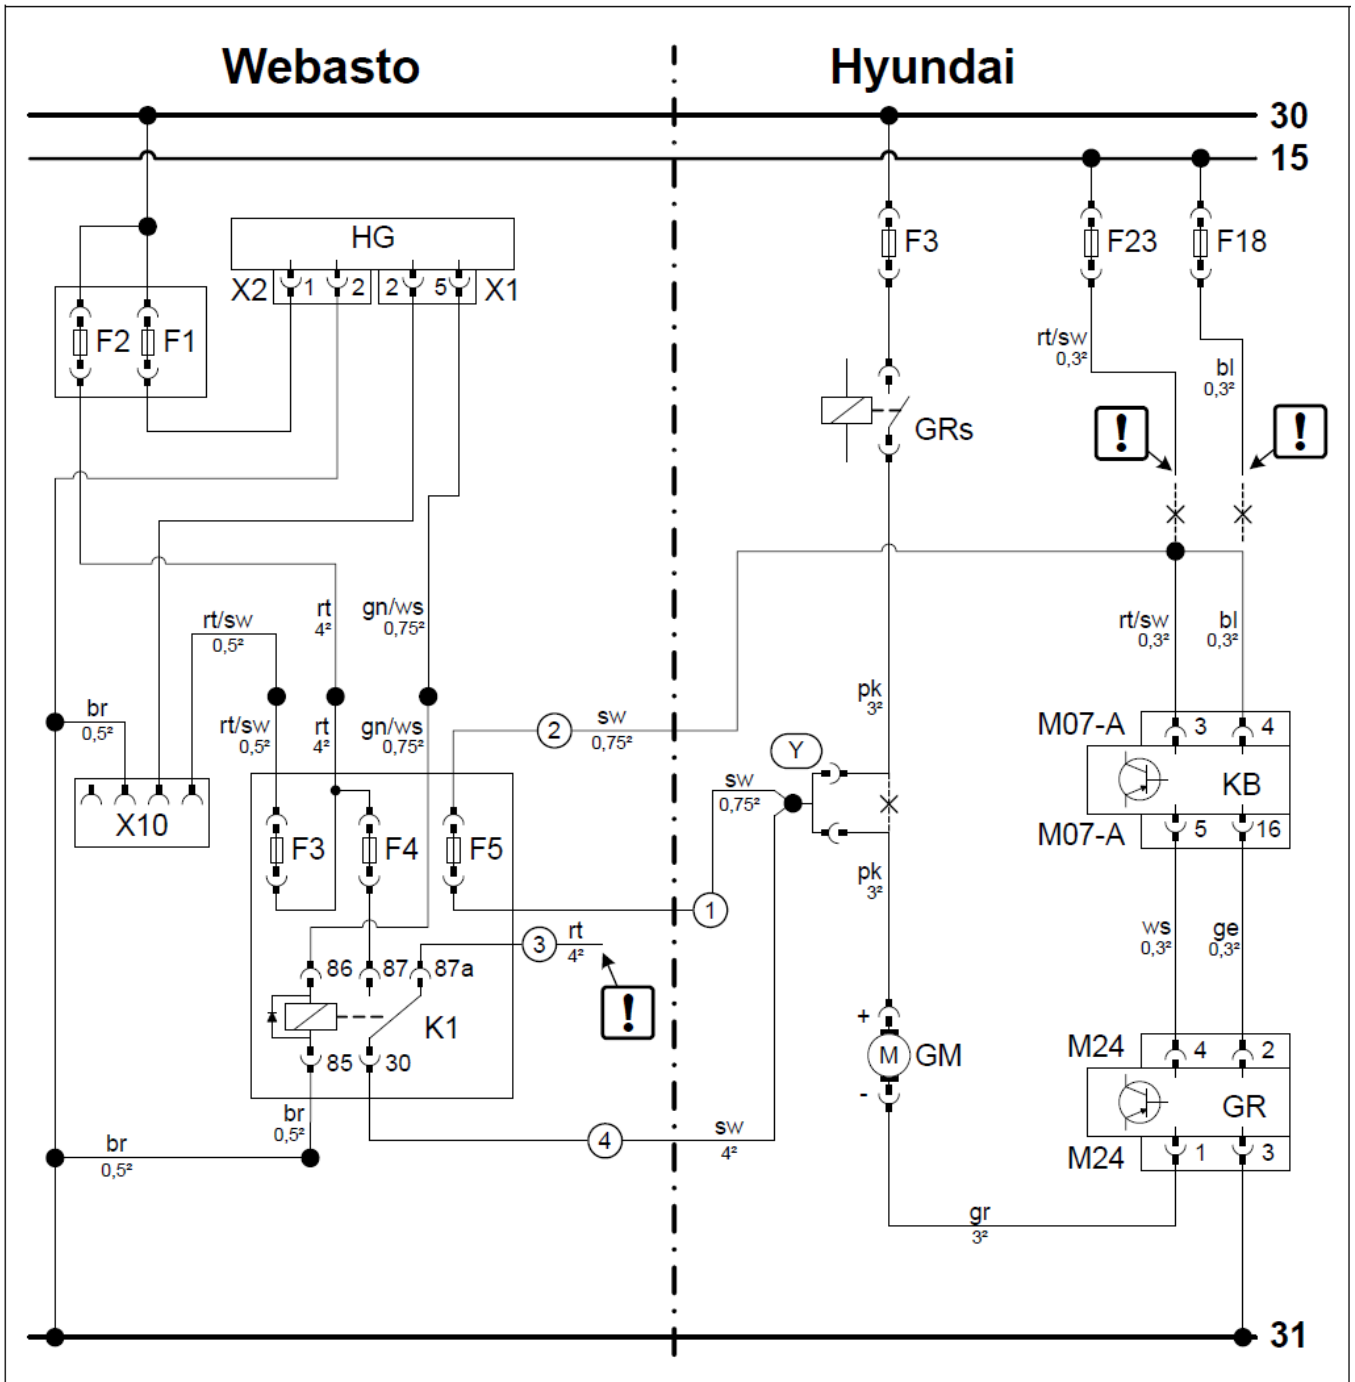 Webasto
Hyundai
30
15
HG
X2
1
2
2
5
X1
F2
F1
F3
F23
F18
rt/sw
0,3²
bl
0,3²
!
!
GRs
rt/sw
0,5²
rt
4²
gn/ws
0,75²
rt/sw
0,3²
bl
0,3²
br
0,5²
rt/sw
0,5²
rt
4²
gn/ws
0,75²
2
sw
0,75²
pk
3²
M07-A
3
4
Y
sw
0,75²
KB
X10
F3
F4
F5
M07-A
5
16
pk
3²
1
3
rt
4²
ws
0,3²
ge
0,3²
86
87
87a
!
K1
+
M
GM
-
M24
4
2
85
30
GR
br
0,5²
4
sw
4²
br
0,5²
M24
1
3
gr
3²
31